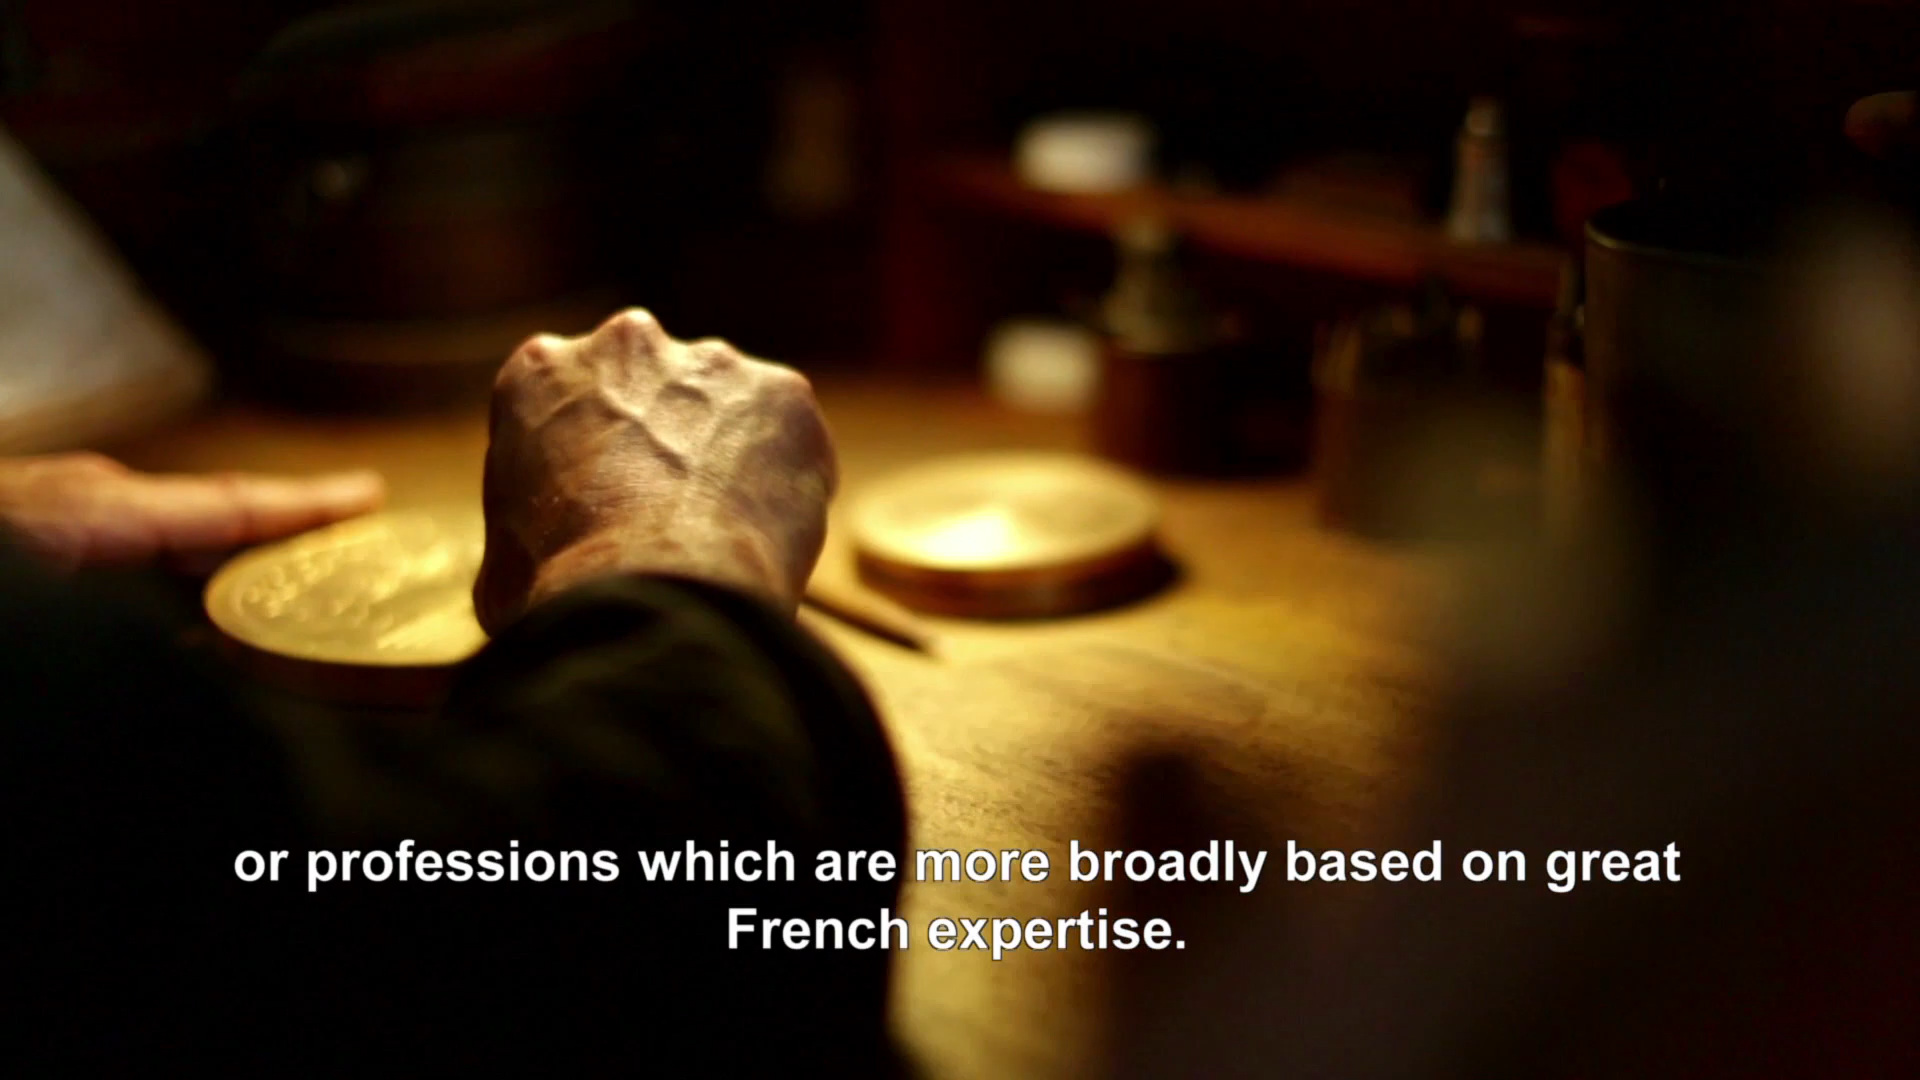 or professions which are more broadly based on great
French expertise.